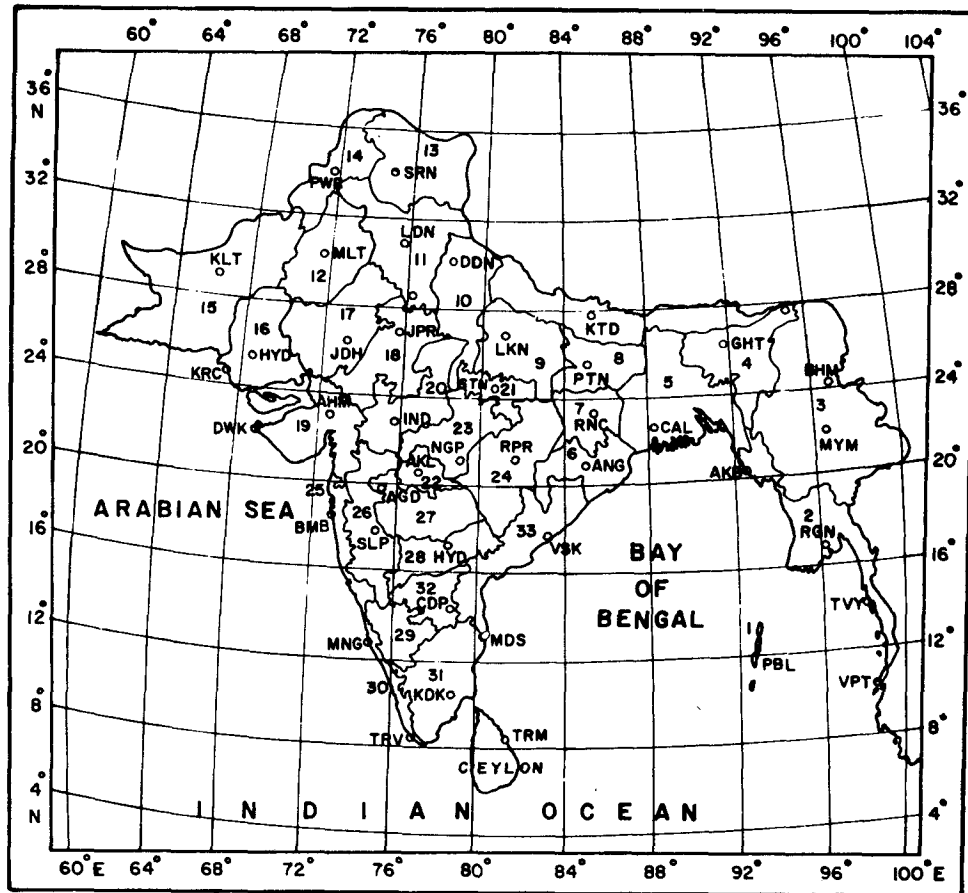 60° 64° 68° 72° 76° 80° 84° 88° 92° 96° 100° 104°
36° N 36°
14 13
32° PWR SRN 32°
LDN
KLT MLT 11 DDN
28° 12 28°
15 16 17 10 KTD
JPR LKN GHT
HYD JDH 18 9 8 4
24° KRC PTN 5 BHM 24°
AHM 20 STN 21 3
DWK 19 IND 23 7 RNC CAL MYM
20° NGP RPR 6 ANG 20°
AKL 22 24 AKB
25 AGD
ARABIAN SEA 26 27 2
BMB SLP 33 RGN
16° 28 HYD VSK BAY 16°
32 OF TVY
CDP BENGAL
12° 29 1 12°
MNG MDS PBL
30 31 VPT
KDK
8° TRV TRM 8°
CEYLON
4° N INDIAN OCEAN 4°
60°E 64° 68° 72° 76° 80° 84° 88° 92° 96° 100°E